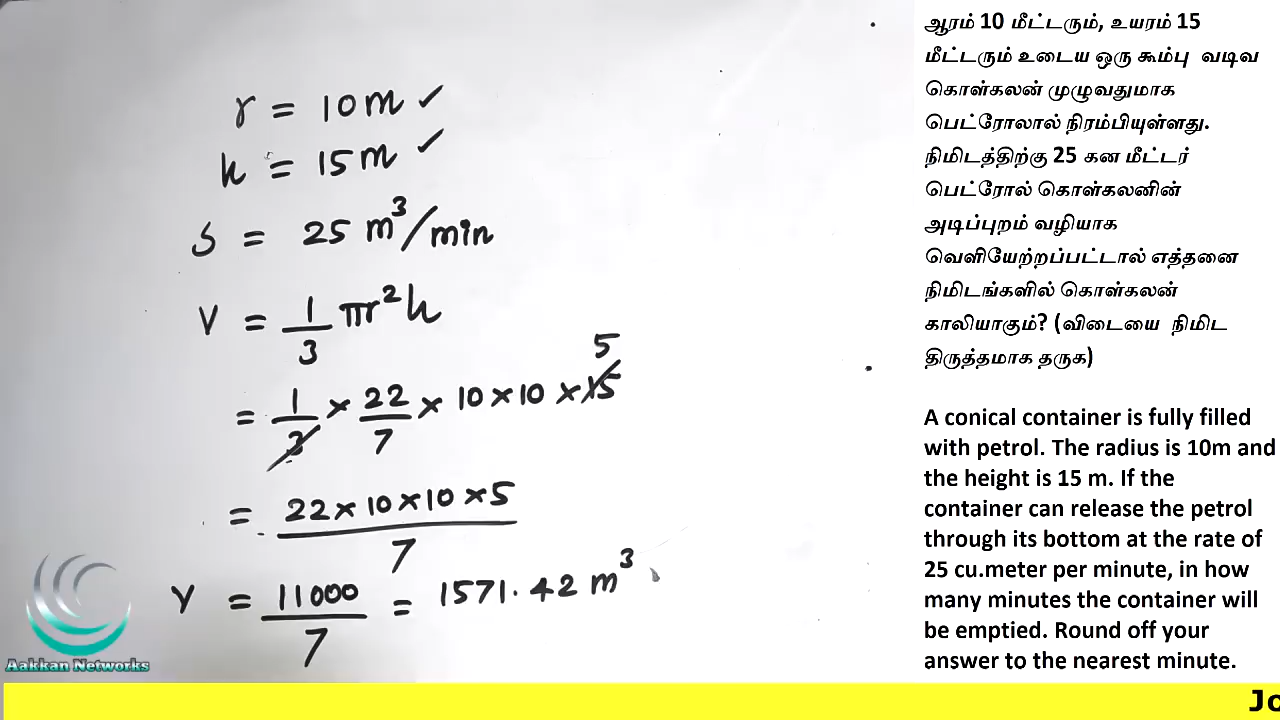 r = 10m ✓
h = 15m ✓
S = 25 m³/min
V = 1/3 πr²h
= 1/3 × 22/7 × 10 × 10 × 15 5
= 22×10×10×5 / 7
V = 11000/7 = 1571.42 m³
Aakkan Networks
ஆரம் 10 மீட்டரும், உயரம் 15
மீட்டரும் உடைய ஒரு கூம்பு வடிவ
கொள்கலன் முழுவதுமாக
பெட்ரோலால் நிரம்பியுள்ளது.
நிமிடத்திற்கு 25 கன மீட்டர்
பெட்ரோல் கொள்கலனின்
அடிப்புறம் வழியாக
வெளியேற்றப்பட்டால் எத்தனை
நிமிடங்களில் கொள்கலன்
காலியாகும்? (விடையை நிமிட
திருத்தமாக தருக)
A conical container is fully filled
with petrol. The radius is 10m and
the height is 15 m. If the
container can release the petrol
through its bottom at the rate of
25 cu.meter per minute, in how
many minutes the container will
be emptied. Round off your
answer to the nearest minute.
Jo